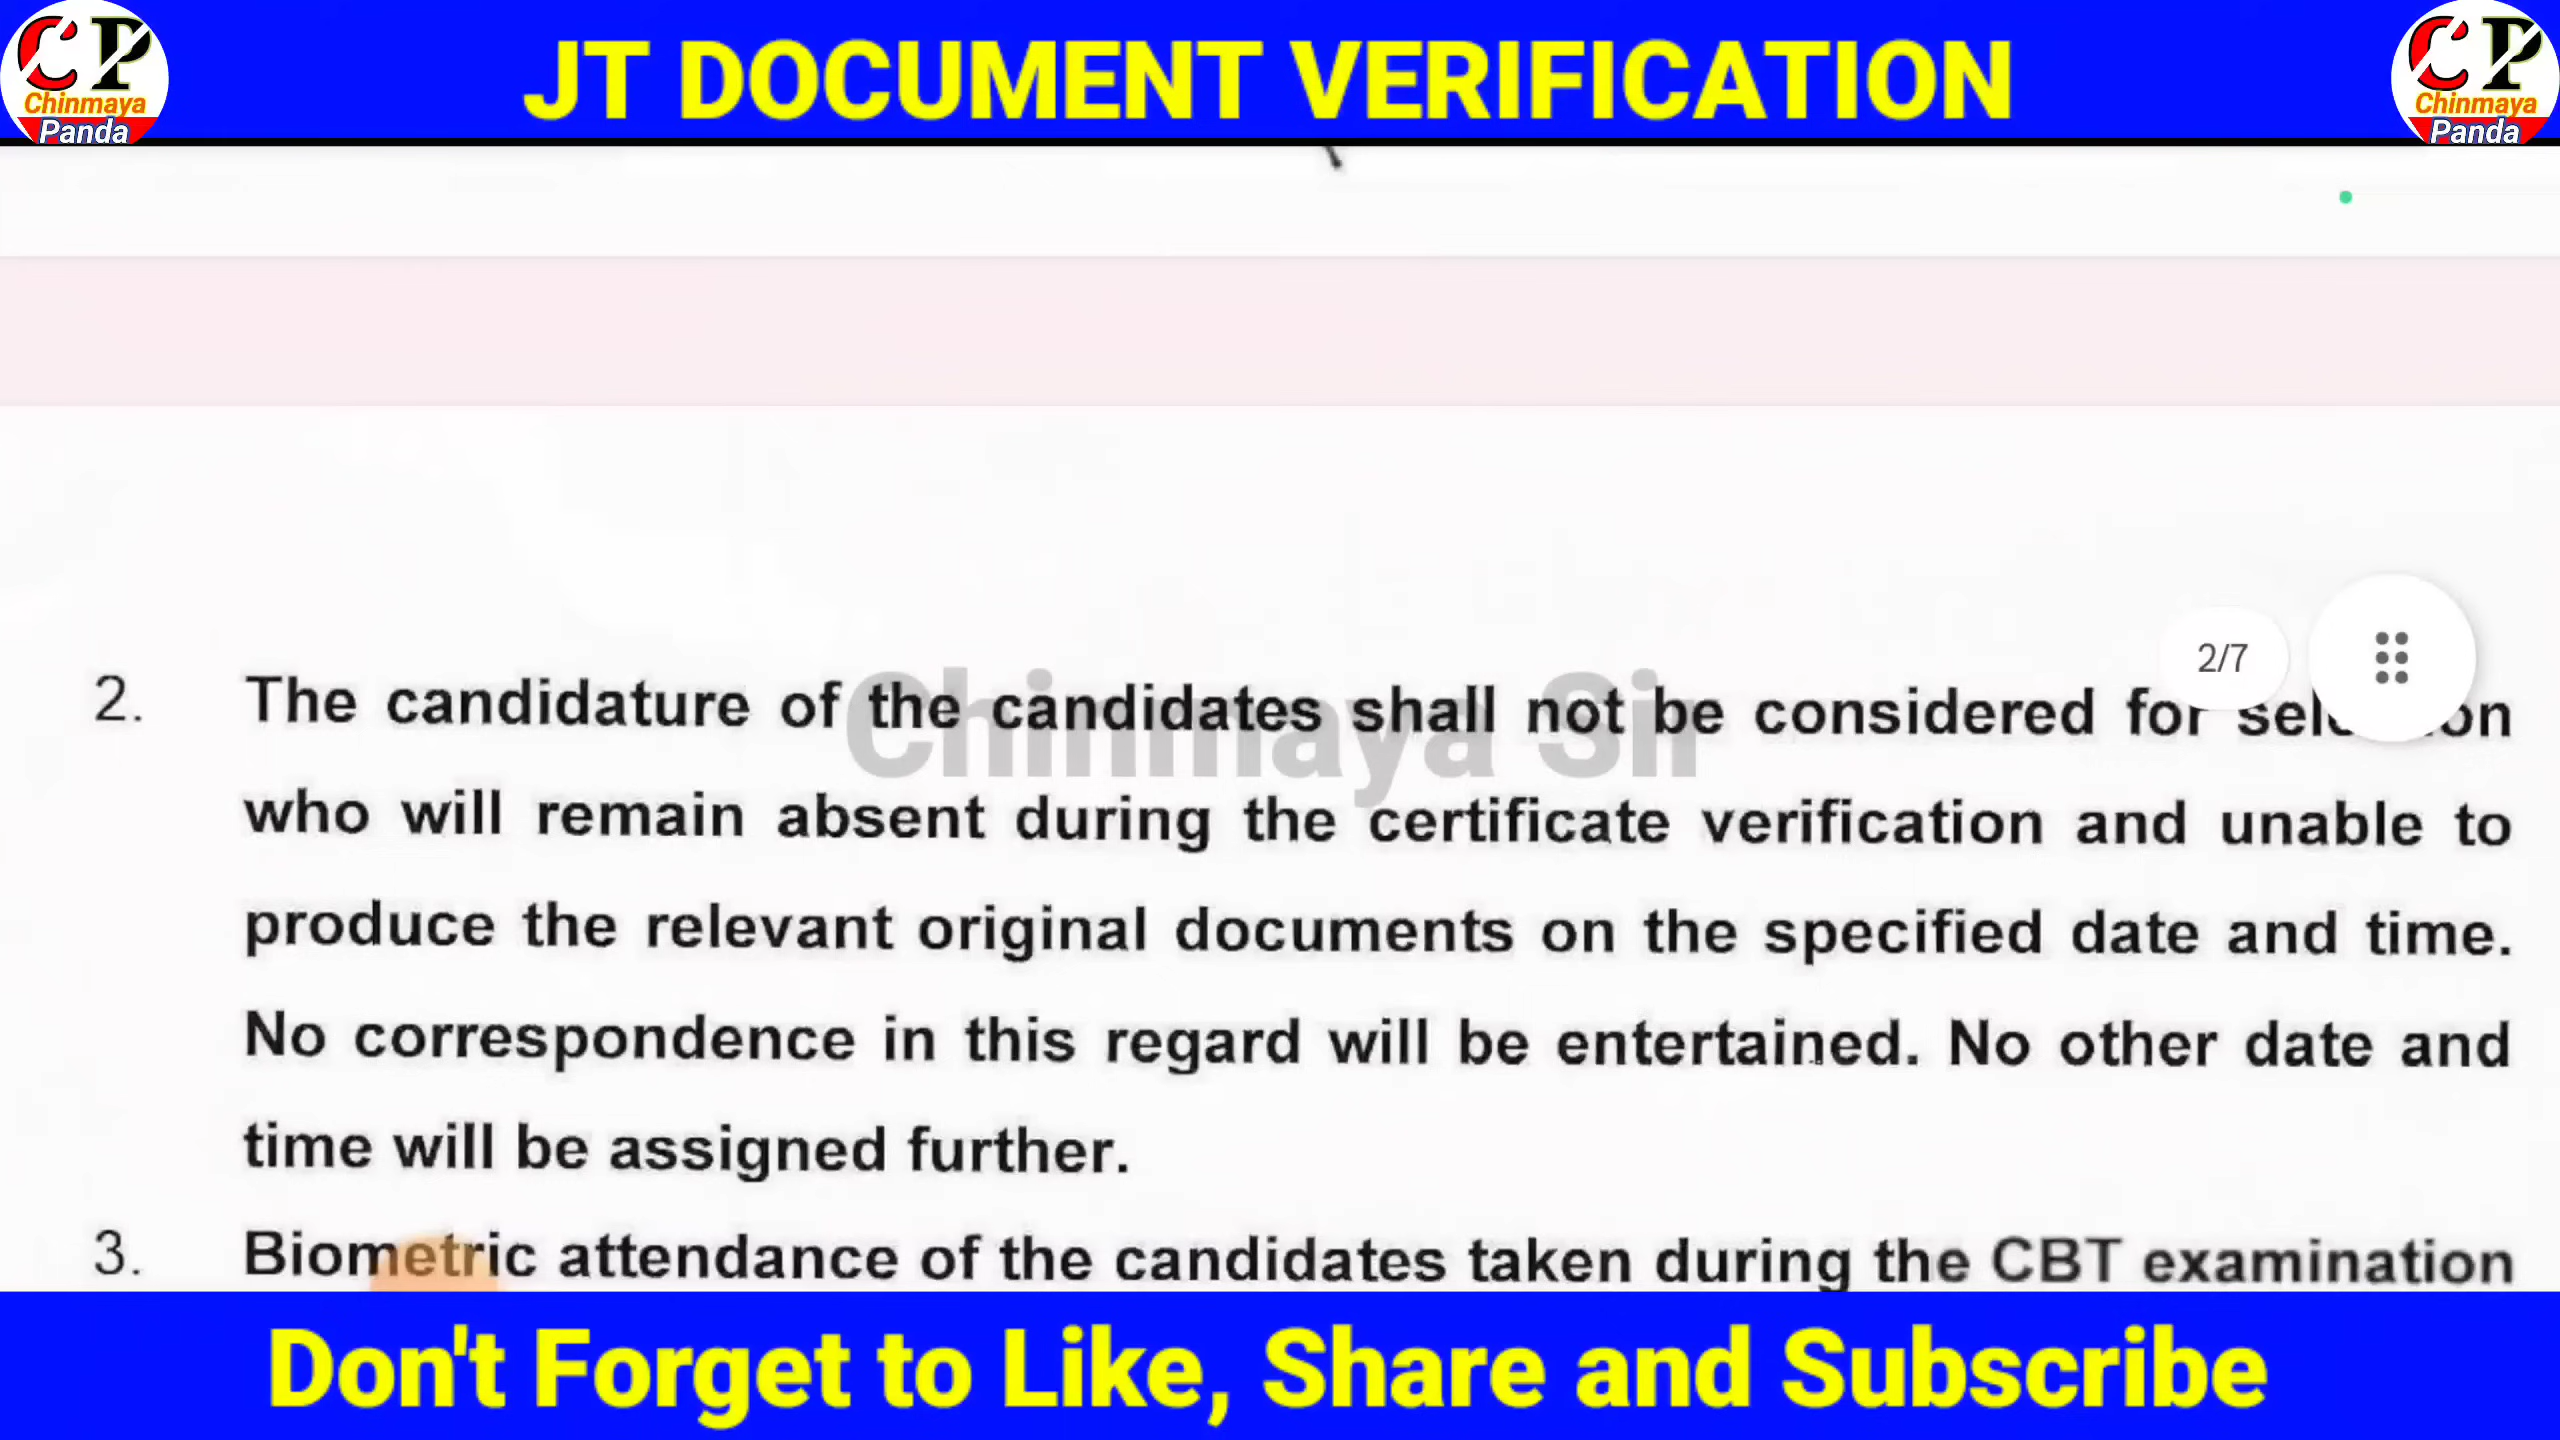 CP
Chinmaya
Panda
JT DOCUMENT VERIFICATION
CP
Chinmaya
Panda
2/7
Chinmaya Sir
2. The candidature of the candidates shall not be considered for
who will remain absent during the certificate verification and unable to
produce the relevant original documents on the specified date and time.
No correspondence in this regard will be entertained. No other date and
time will be assigned further.
3. Biometric attendance of the candidates taken during the CBT examination
Don't Forget to Like, Share and Subscribe